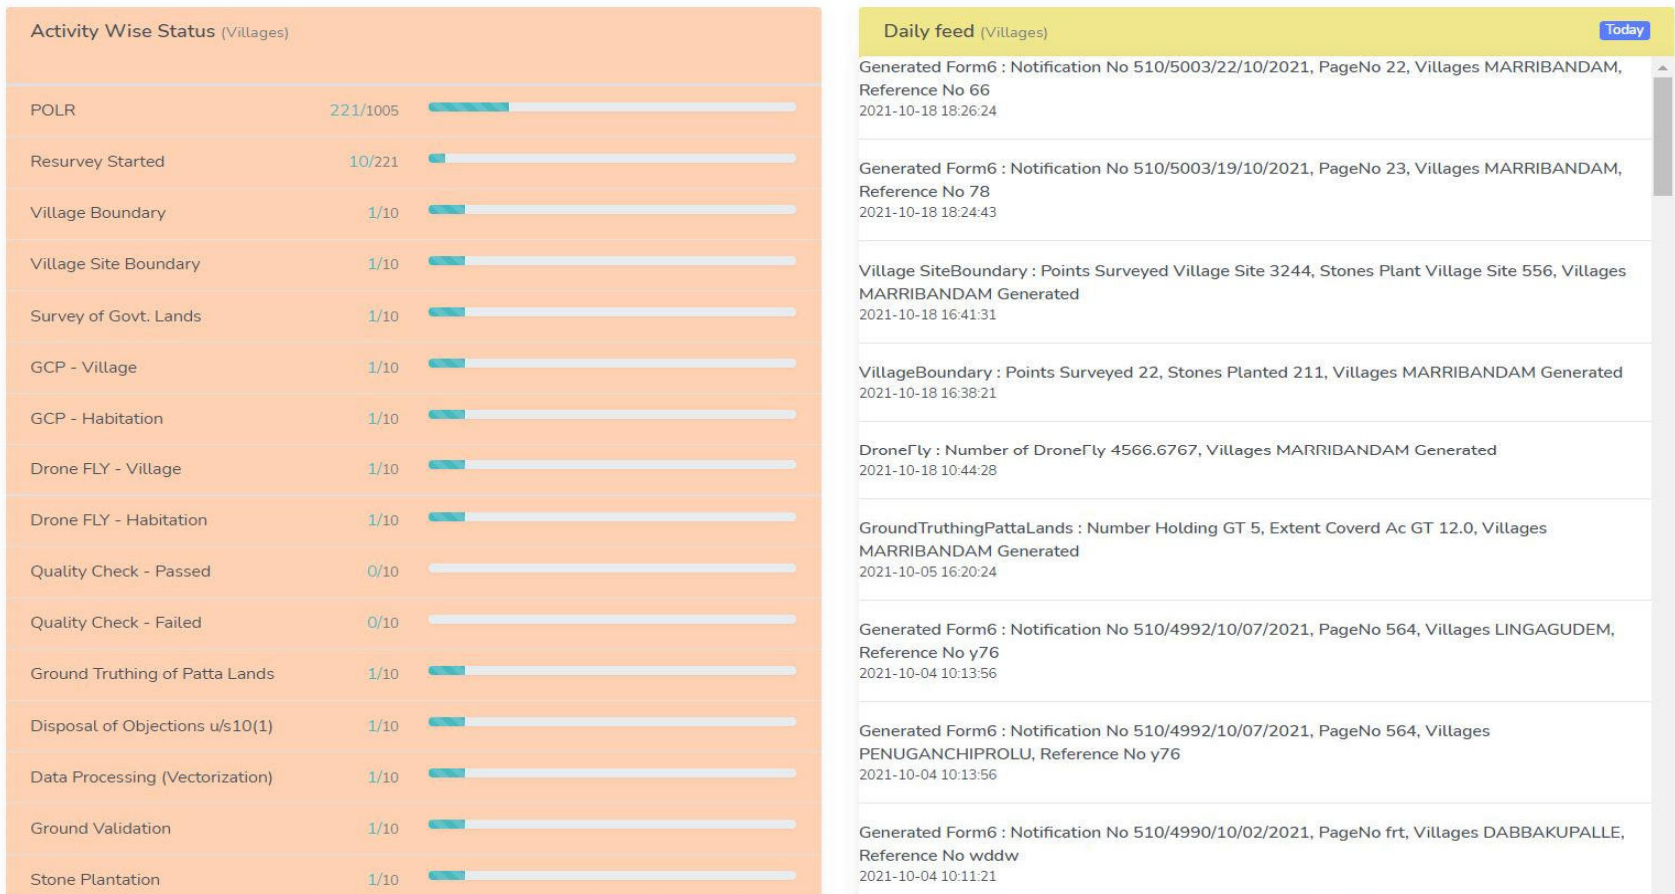 Activity Wise Status (Villages)
POLR 221/1005
Resurvey Started 10/221
Village Boundary 1/10
Village Site Boundary 1/10
Survey of Govt. Lands 1/10
GCP - Village 1/10
GCP - Habitation 1/10
Drone FLY - Village 1/10
Drone FLY - Habitation 1/10
Quality Check - Passed 0/10
Quality Check - Failed 0/10
Ground Truthing of Patta Lands 1/10
Disposal of Objections u/s10(1) 1/10
Data Processing (Vectorization) 1/10
Ground Validation 1/10
Stone Plantation 1/10
Daily feed (Villages) Today
Generated Form6 : Notification No 510/5003/22/10/2021, PageNo 22, Villages MARRIBANDAM,
Reference No 66
2021-10-18 18:26:24
Generated Form6 : Notification No 510/5003/19/10/2021, PageNo 23, Villages MARRIBANDAM,
Reference No 78
2021-10-18 18:24:43
Village SiteBoundary : Points Surveyed Village Site 3244, Stones Plant Village Site 556, Villages
MARRIBANDAM Generated
2021-10-18 16:41:31
VillageBoundary : Points Surveyed 22, Stones Planted 211, Villages MARRIBANDAM Generated
2021-10-18 16:38:21
DroneFly : Number of DroneFly 4566.6767, Villages MARRIBANDAM Generated
2021-10-18 10:44:28
GroundTruthingPattaLands : Number Holding GT 5, Extent Coverd Ac GT 12.0, Villages
MARRIBANDAM Generated
2021-10-05 16:20:24
Generated Form6 : Notification No 510/4992/10/07/2021, PageNo 564, Villages LINGAGUDEM,
Reference No y76
2021-10-04 10:13:56
Generated Form6 : Notification No 510/4992/10/07/2021, PageNo 564, Villages
PENUGANCHIPROLU, Reference No y76
2021-10-04 10:13:56
Generated Form6 : Notification No 510/4990/10/02/2021, PageNo frt, Villages DABBAKUPALLE,
Reference No wddw
2021-10-04 10:11:21